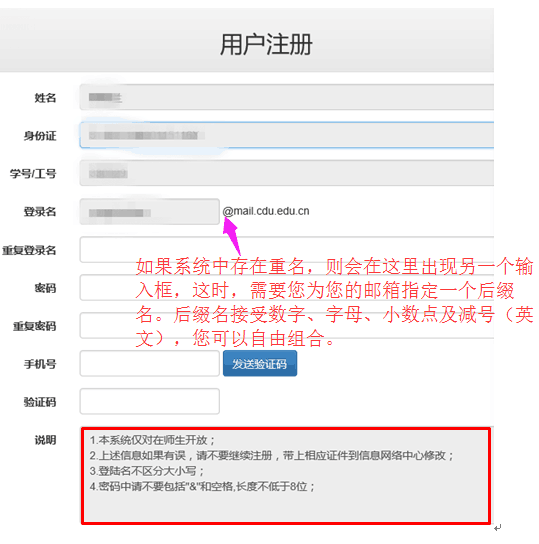 用户注册
姓名
身份证
学号/工号
登录名 @mail.cdu.edu.cn
重复登录名
如果系统中存在重名，则会在这里出现另一个输
入框，这时，需要您为您的邮箱指定一个后缀
名。后缀名接受数字、字母、小数点及减号（英
文），您可以自由组合。
密码
重复密码
手机号 发送验证码
验证码
说明
1.本系统仅对在师生开放；
2.上述信息如果有误，请不要继续注册，带上相应证件到信息网络中心修改；
3.登陆名不区分大小写；
4.密码中请不要包括"&"和空格,长度不低于8位；